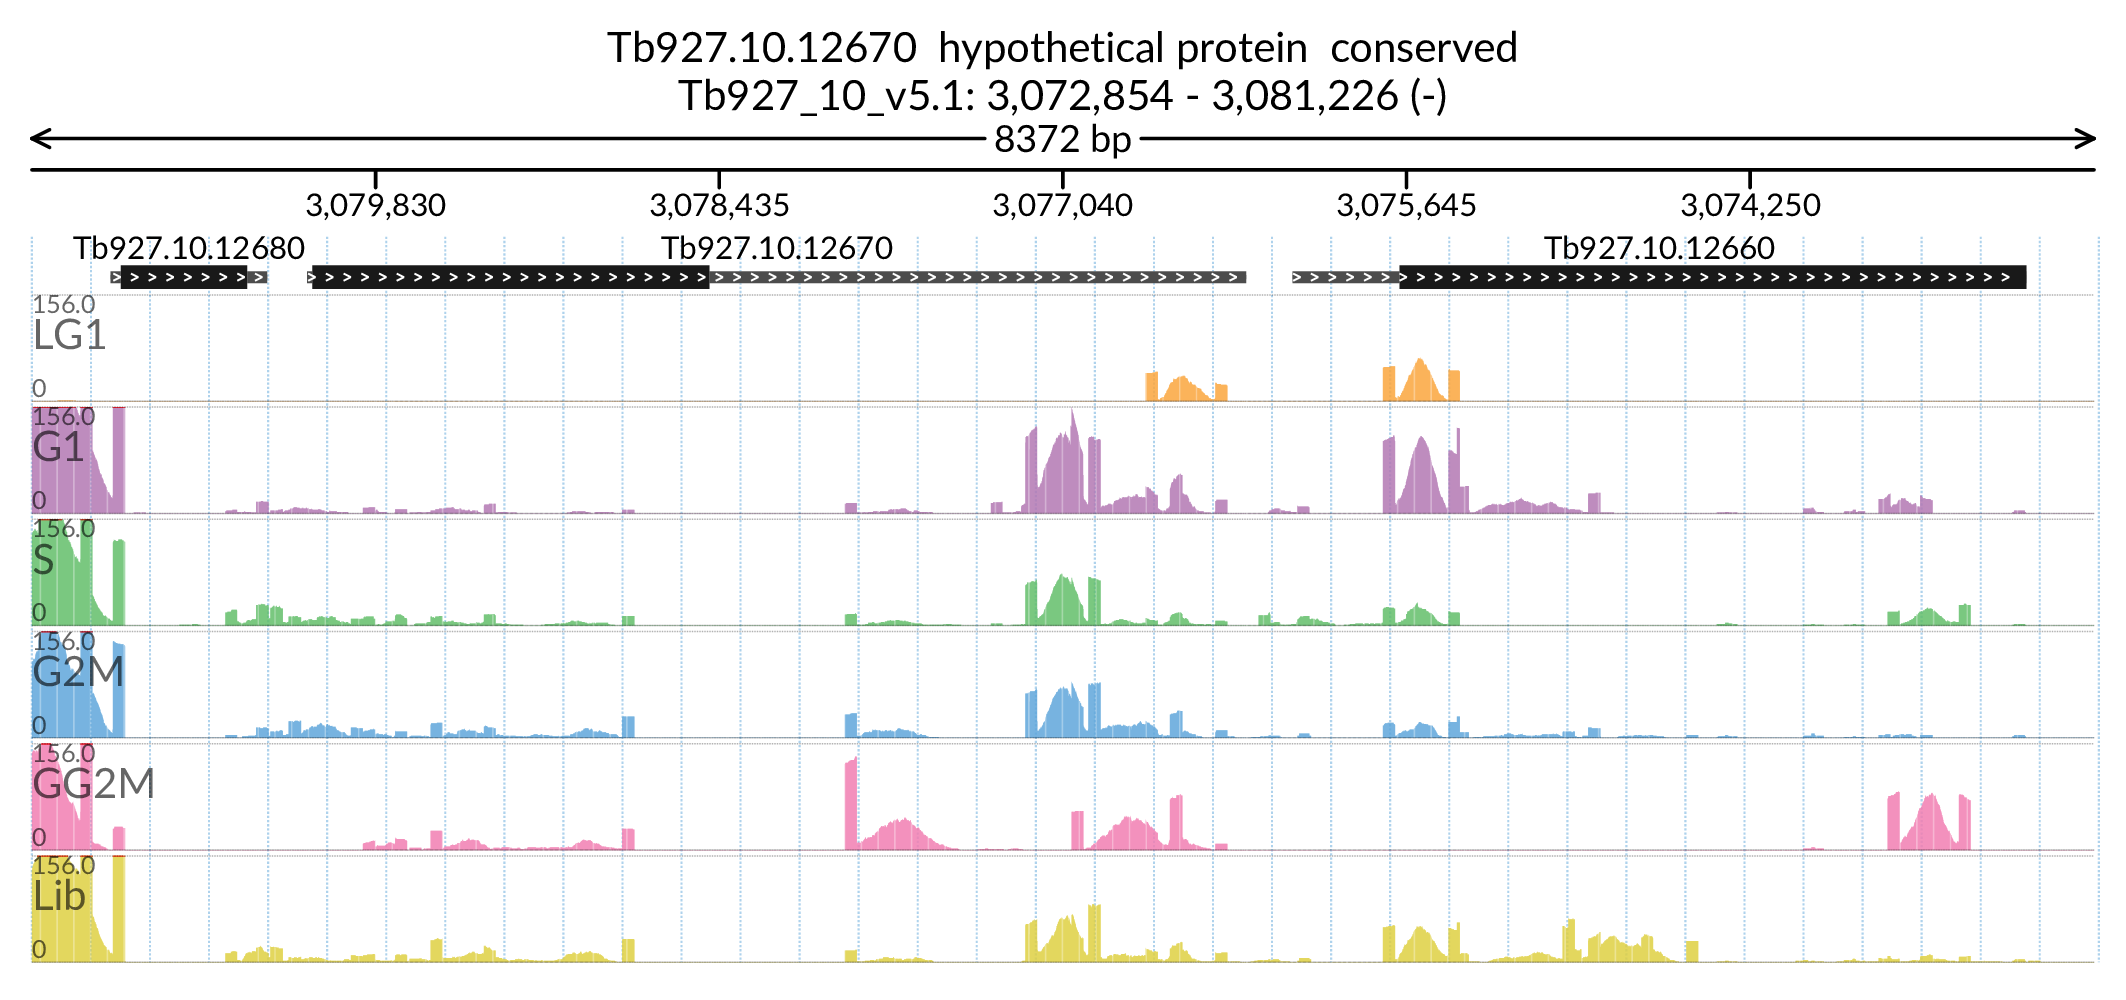 Tb927.10.12670  hypothetical protein  conserved
Tb927_10_v5.1: 3,072,854 - 3,081,226 (-)
8372 bp
3,079,830 3,078,435 3,077,040 3,075,645 3,074,250
Tb927.10.12680 Tb927.10.12670 Tb927.10.12660
156.0
LG1
0
156.0
G1
0
156.0
S
0
156.0
G2M
0
156.0
GG2M
0
156.0
Lib
0